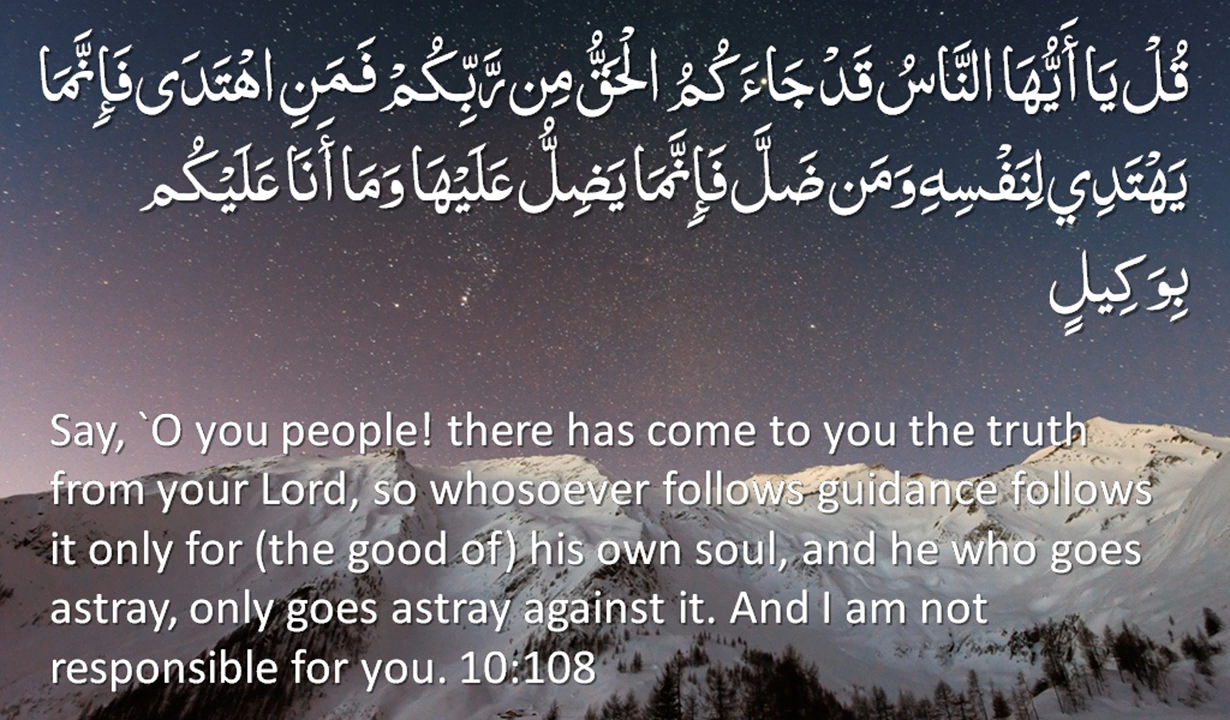 قُلْ يَا أَيُّهَا النَّاسُ قَدْ جَاءَكُمُ الْحَقُّ مِن رَّبِّكُمْ فَمَنِ اهْتَدَى فَإِنَّمَا
يَهْتَدِي لِنَفْسِهِ وَمَن ضَلَّ فَإِنَّمَا يَضِلُّ عَلَيْهَا وَمَا أَنَا عَلَيْكُم
بِوَكِيلٍ
Say, `O you people! there has come to you the truth
from your Lord, so whosoever follows guidance follows
it only for (the good of) his own soul, and he who goes
astray, only goes astray against it. And I am not
responsible for you. 10:108